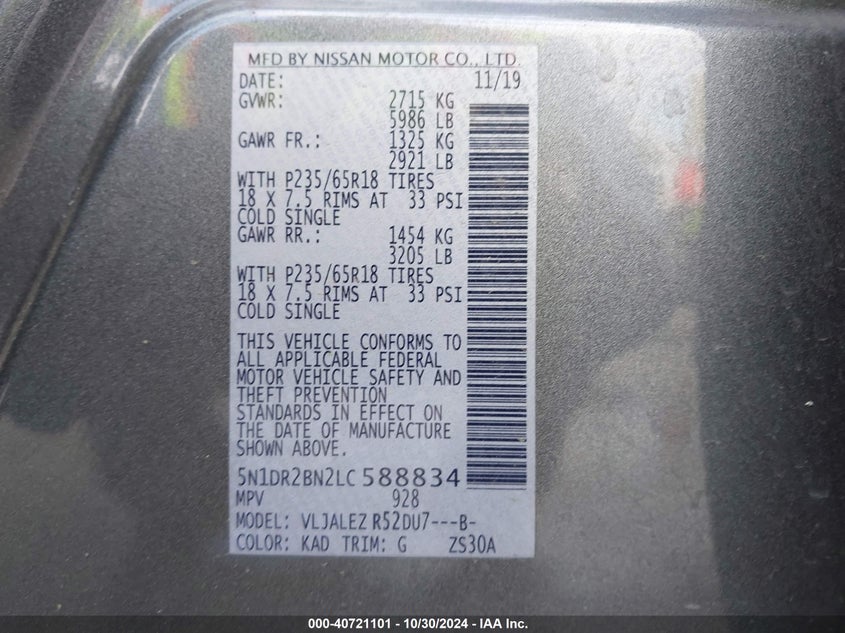 MFD BY NISSAN MOTOR CO., LTD.
DATE: 11/19
GVWR: 2715 KG
5986 LB
GAWR FR.: 1325 KG
2921 LB
WITH P235/65R18 TIRES
18 X 7.5 RIMS AT 33 PSI
COLD SINGLE
GAWR RR.: 1454 KG
3205 LB
WITH P235/65R18 TIRES
18 X 7.5 RIMS AT 33 PSI
COLD SINGLE
THIS VEHICLE CONFORMS TO
ALL APPLICABLE FEDERAL
MOTOR VEHICLE SAFETY AND
THEFT PREVENTION
STANDARDS IN EFFECT ON
THE DATE OF MANUFACTURE
SHOWN ABOVE.
5N1DR2BN2LC588834
MPV 928
MODEL: VLJALEZ R52DU7---B-
COLOR: KAD TRIM: G ZS30A
000-40721101 - 10/30/2024 - IAA Inc.